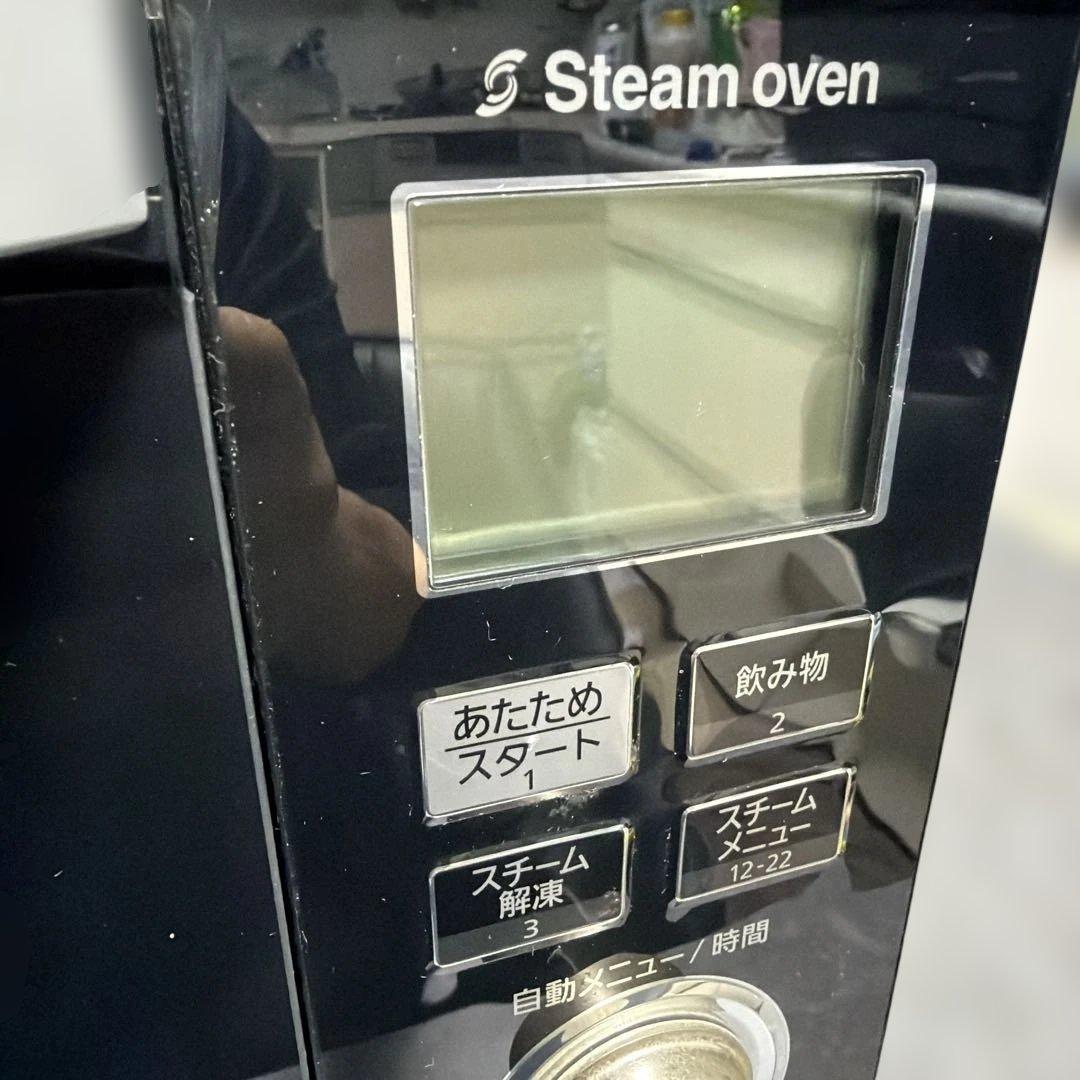 Steam oven
あたため
スタート
1
飲み物
2
スチーム
解凍
3
スチーム
メニュー
12-22
自動メニュー/時間